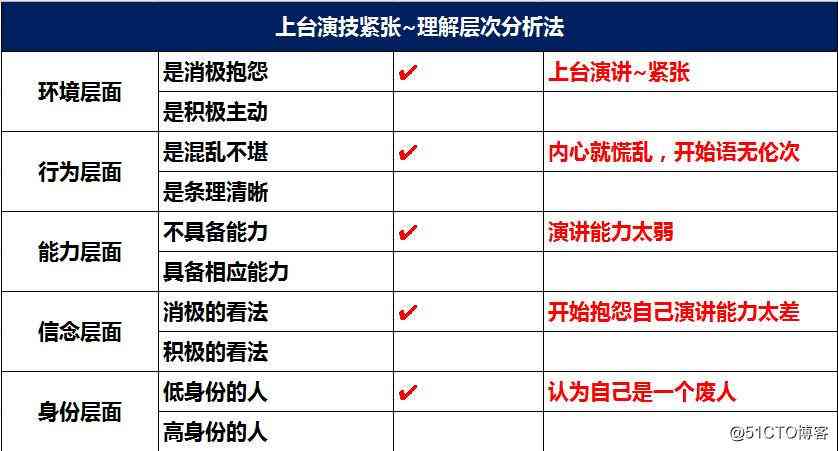 上台演技紧张~理解层次分析法
环境层面 是消极抱怨 ✔ 上台演讲~紧张
是积极主动
行为层面 是混乱不堪 ✔ 内心就慌乱，开始语无伦次
是条理清晰
能力层面 不具备能力 ✔ 演讲能力太弱
具备相应能力
信念层面 消极的看法 ✔ 开始抱怨自己演讲能力太差
积极的看法
身份层面 低身份的人 ✔ 认为自己是一个废人
高身份的人
@51CTO博客